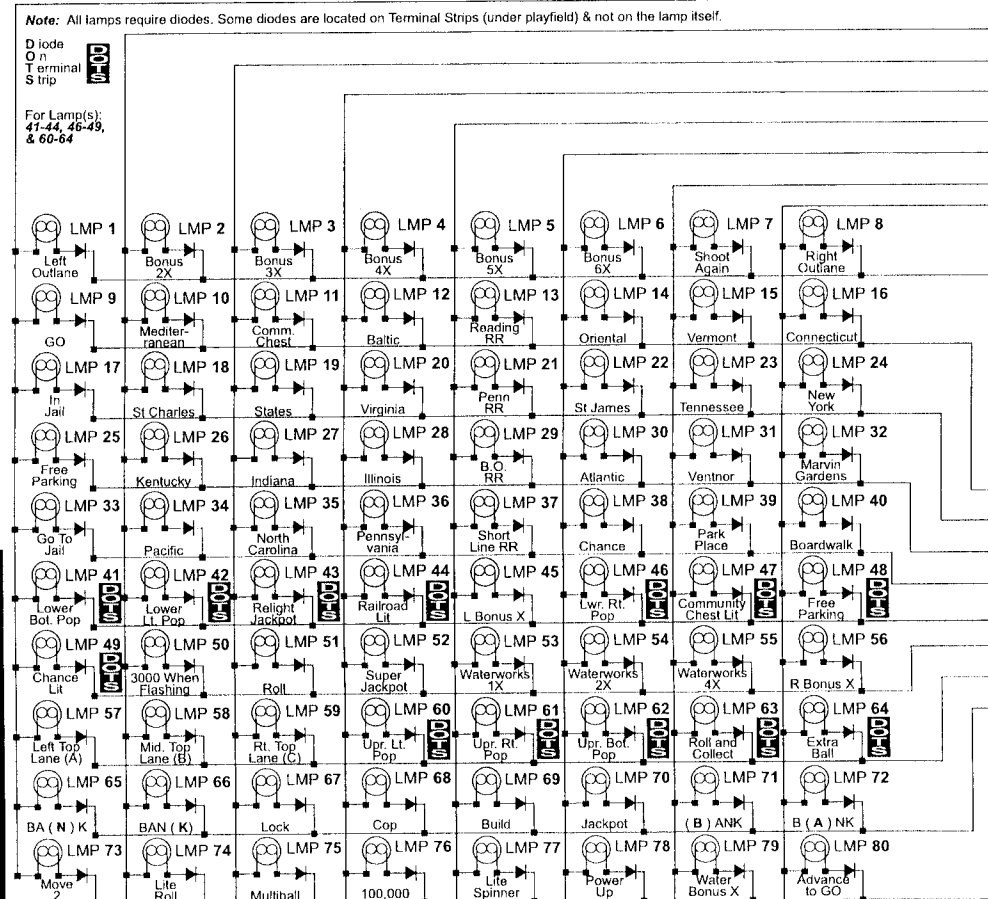 Note: All lamps require diodes. Some diodes are located on Terminal Strips (under playfield) & not on the lamp itself.
Diode
On
Terminal
Strip
DOTS
For Lamp(s):
41-44, 46-49,
& 60-64
LMP 1
Left
Outlane
LMP 2
Bonus
2X
LMP 3
Bonus
3X
LMP 4
Bonus
4X
LMP 5
Bonus
5X
LMP 6
Bonus
6X
LMP 7
Shoot
Again
LMP 8
Right
Outlane
LMP 9
GO
LMP 10
Mediter-
ranean
LMP 11
Comm.
Chest
LMP 12
Baltic
LMP 13
Reading
RR
LMP 14
Oriental
LMP 15
Vermont
LMP 16
Connecticut
LMP 17
In
Jail
LMP 18
St Charles
LMP 19
States
LMP 20
Virginia
LMP 21
Penn
RR
LMP 22
St James
LMP 23
Tennessee
LMP 24
New
York
LMP 25
Free
Parking
LMP 26
Kentucky
LMP 27
Indiana
LMP 28
Illinois
LMP 29
B.O.
RR
LMP 30
Atlantic
LMP 31
Ventnor
LMP 32
Marvin
Gardens
LMP 33
Go To
Jail
LMP 34
Pacific
LMP 35
North
Carolina
LMP 36
Pennsyl-
vania
LMP 37
Short
Line RR
LMP 38
Chance
LMP 39
Park
Place
LMP 40
Boardwalk
LMP 41
DOTS
Lower
Bot. Pop
LMP 42
DOTS
Lower
Lt. Pop
LMP 43
DOTS
Relight
Jackpot
LMP 44
DOTS
Railroad
Lit
LMP 45
L Bonus X
LMP 46
DOTS
Lwr. Rt.
Pop
LMP 47
DOTS
Community
Chest Lit
LMP 48
DOTS
Free
Parking
LMP 49
DOTS
Chance
Lit
LMP 50
3000 When
Flashing
LMP 51
Roll
LMP 52
Super
Jackpot
LMP 53
Waterworks
1X
LMP 54
Waterworks
2X
LMP 55
Waterworks
4X
LMP 56
R Bonus X
LMP 57
Left Top
Lane (A)
LMP 58
Mid. Top
Lane (B)
LMP 59
Rt. Top
Lane (C)
LMP 60
DOTS
Upr. Lt.
Pop
LMP 61
DOTS
Upr. Rt.
Pop
LMP 62
DOTS
Upr. Bot.
Pop
LMP 63
DOTS
Roll and
Collect
LMP 64
DOTS
Extra
Ball
LMP 65
BA ( N ) K
LMP 66
BAN ( K )
LMP 67
Lock
LMP 68
Cop
LMP 69
Build
LMP 70
Jackpot
LMP 71
( B ) ANK
LMP 72
B ( A ) NK
LMP 73
Move
2
LMP 74
Lite
Roll
LMP 75
Multiball
LMP 76
100,000
LMP 77
Lite
Spinner
LMP 78
Power
Up
LMP 79
Water
Bonus X
LMP 80
Advance
to GO